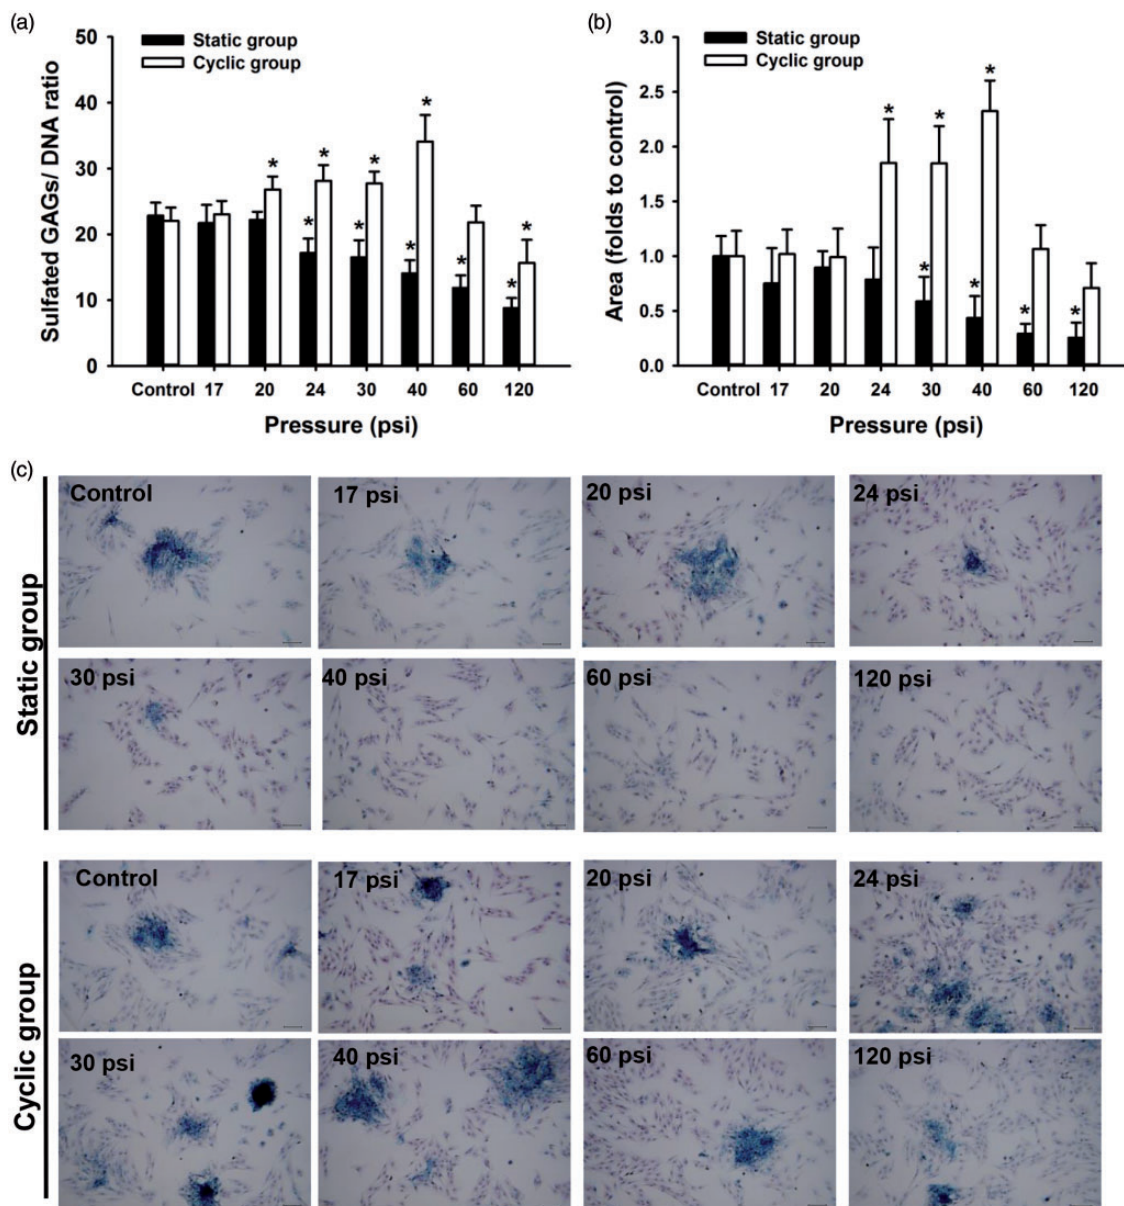 (a)
50
40
30
20
10
0
Sulfated GAGs/ DNA ratio
Static group
Cyclic group
* * * * * * * * * *
Control 17 20 24 30 40 60 120
Pressure (psi)
(b)
3.0
2.5
2.0
1.5
1.0
0.5
0.0
Area (folds to control)
Static group
Cyclic group
* * * * * * *
Control 17 20 24 30 40 60 120
Pressure (psi)
(c)
Static group
Control 17 psi 20 psi 24 psi
30 psi 40 psi 60 psi 120 psi
Cyclic group
Control 17 psi 20 psi 24 psi
30 psi 40 psi 60 psi 120 psi